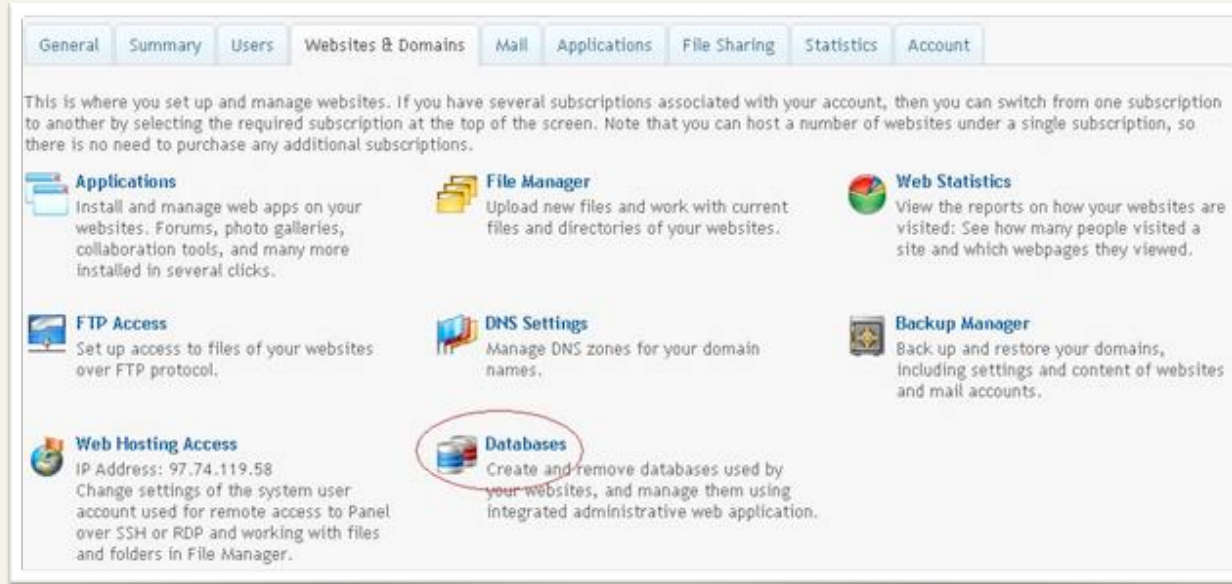 General Summary Users Websites & Domains Mail Applications File Sharing Statistics Account
This is where you set up and manage websites. If you have several subscriptions associated with your account, then you can switch from one subscription
to another by selecting the required subscription at the top of the screen. Note that you can host a number of websites under a single subscription, so
there is no need to purchase any additional subscriptions.
Applications
Install and manage web apps on your
websites. Forums, photo galleries,
collaboration tools, and many more
installed in several clicks.
File Manager
Upload new files and work with current
files and directories of your websites.
Web Statistics
View the reports on how your websites are
visited: See how many people visited a
site and which webpages they viewed.
FTP Access
Set up access to files of your websites
over FTP protocol.
DNS Settings
Manage DNS zones for your domain
names.
Backup Manager
Back up and restore your domains,
including settings and content of websites
and mail accounts.
Web Hosting Access
IP Address: 97.74.119.58
Change settings of the system user
account used for remote access to Panel
over SSH or RDP and working with files
and folders in File Manager.
Databases
Create and remove databases used by
your websites, and manage them using
integrated administrative web application.